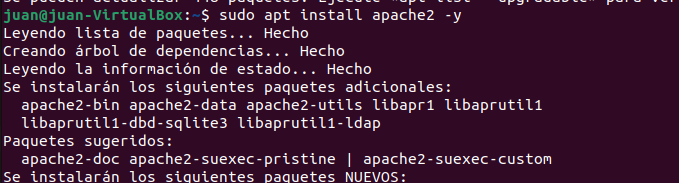 se pueden actualizar
juan@juan-VirtualBox:~$ sudo apt install apache2 -y
Leyendo lista de paquetes... Hecho
Creando árbol de dependencias... Hecho
Leyendo la información de estado... Hecho
Se instalarán los siguientes paquetes adicionales:
  apache2-bin apache2-data apache2-utils libapr1 libaprutil1
  libaprutil1-dbd-sqlite3 libaprutil1-ldap
Paquetes sugeridos:
  apache2-doc apache2-suexec-pristine | apache2-suexec-custom
Se instalarán los siguientes paquetes NUEVOS: